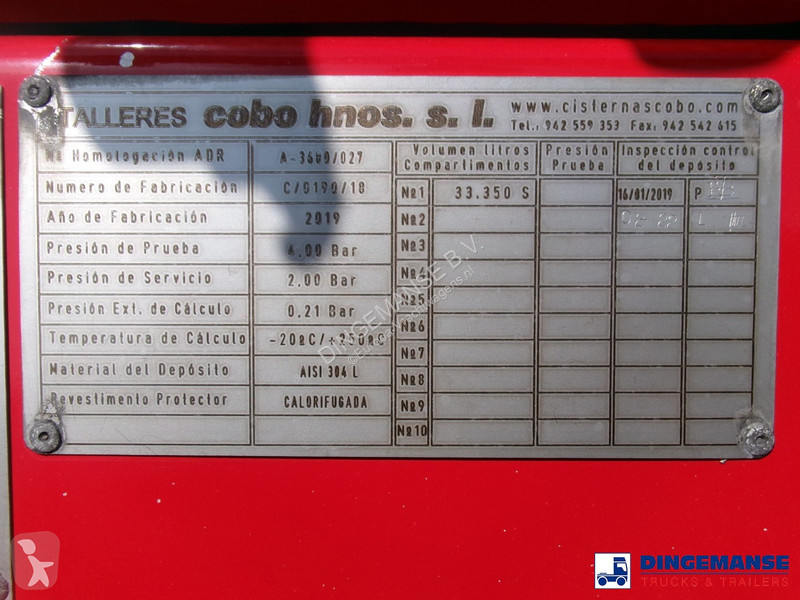 TALLERES cobo hnos. s. l. www.cisternascobo.com
Tel.: 942 559 353 Fax: 942 542 615
Nº Homologación ADR A-3600/027 Volumen litros Compartimentos Presión Prueba Inspección control del depósito
Numero de Fabricación C/0190/18 Nº1 33.350 S 16/01/2019 P
Año de Fabricación 2019 Nº2 L
Presión de Prueba 4.00 Bar Nº3
Presión de Servicio 2.00 Bar Nº4
Presión Ext. de Cálculo 0.21 Bar Nº5
Temperatura de Cálculo -20ºC/+250ºC Nº6
Nº7
Material del Depósito AISI 304 L Nº8
Revestimento Protector CALORIFUGADA Nº9
Nº10
DINGEMANSE B.V.
DINGEMANSE
TRUCKS & TRAILERS